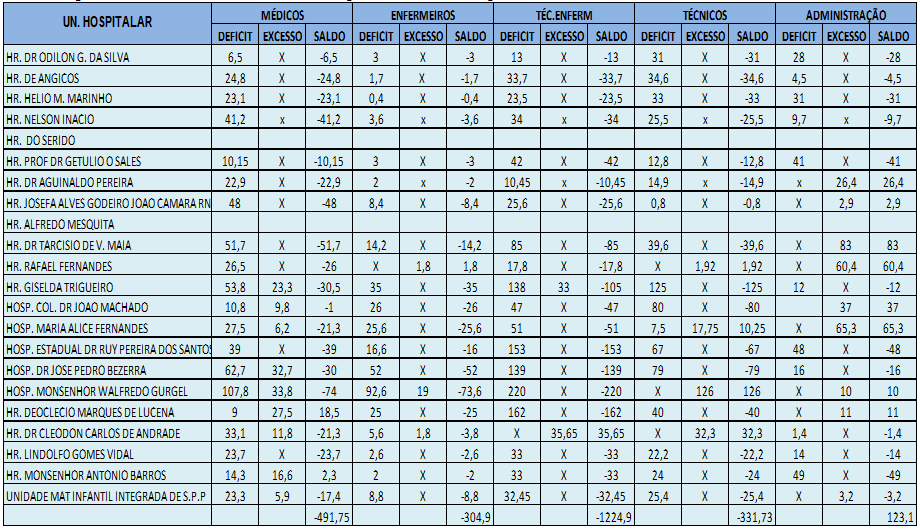 UN. HOSPITALAR MÉDICOS ENFERMEIROS TÉC.ENFERM TÉCNICOS ADMINISTRAÇÃO
DEFICIT EXCESSO SALDO DEFICIT EXCESSO SALDO DEFICIT EXCESSO SALDO DEFICIT EXCESSO SALDO DEFICIT EXCESSO SALDO
HR. DR ODILON G. DA SILVA 6,5 X -6,5 3 X -3 13 X -13 31 X -31 28 X -28
HR. DE ANGICOS 24,8 X -24,8 1,7 X -1,7 33,7 X -33,7 34,6 X -34,6 4,5 X -4,5
HR. HELIO M. MARINHO 23,1 X -23,1 0,4 X -0,4 23,5 X -23,5 33 X -33 31 X -31
HR. NELSON INACIO 41,2 x -41,2 3,6 x -3,6 34 x -34 25,5 x -25,5 9,7 x -9,7
HR. DO SERIDO
HR. PROF DR GETULIO O SALES 10,15 X -10,15 3 X -3 42 X -42 12,8 X -12,8 41 X -41
HR. DR AGUINALDO PEREIRA 22,9 X -22,9 2 x -2 10,45 x -10,45 14,9 x -14,9 x 26,4 26,4
HR. JOSEFA ALVES GODEIRO JOAO CAMARA RN 48 X -48 8,4 X -8,4 25,6 X -25,6 0,8 X -0,8 X 2,9 2,9
HR. ALFREDO MESQUITA
HR. DR TARCISIO DE V. MAIA 51,7 X -51,7 14,2 X -14,2 85 X -85 39,6 X -39,6 X 83 83
HR. RAFAEL FERNANDES 26,5 X -26 X 1,8 1,8 17,8 X -17,8 X 1,92 1,92 X 60,4 60,4
HR. GISELDA TRIGUEIRO 53,8 23,3 -30,5 35 X -35 138 33 -105 125 X -125 12 X -12
HOSP. COL. DR JOAO MACHADO 10,8 9,8 -1 26 X -26 47 X -47 80 X -80 37 37
HOSP. MARIA ALICE FERNANDES 27,5 6,2 -21,3 25,6 X -25,6 51 X -51 7,5 17,75 10,25 X 65,3 65,3
HOSP. ESTADUAL DR RUY PEREIRA DOS SANTOS 39 X -39 16,6 X -16 153 X -153 67 X -67 48 X -48
HOSP. DR JOSE PEDRO BEZERRA 62,7 32,7 -30 52 X -52 139 X -139 79 X -79 16 X -16
HOSP. MONSENHOR WALFREDO GURGEL 107,8 33,8 -74 92,6 19 -73,6 220 X -220 X 126 126 X 10 10
HR. DEOCLECIO MARQUES DE LUCENA 9 27,5 18,5 25 X -25 162 X -162 40 X -40 X 11 11
HR. DR CLEODON CARLOS DE ANDRADE 33,1 11,8 -21,3 5,6 1,8 -3,8 X 35,65 35,65 X 32,3 32,3 1,4 X -1,4
HR. LINDOLFO GOMES VIDAL 23,7 X -23,7 2,6 X -2,6 33 X -33 22,2 X -22,2 14 X -14
HR. MONSENHOR ANTONIO BARROS 14,3 16,6 2,3 2 X -2 33 X -33 24 X -24 49 X -49
UNIDADE MAT INFANTIL INTEGRADA DE S.P.P 23,3 5,9 -17,4 8,8 X -8,8 32,45 X -32,45 25,4 X -25,4 X 3,2 -3,2
-491,75 -304,9 -1224,9 -331,73 123,1